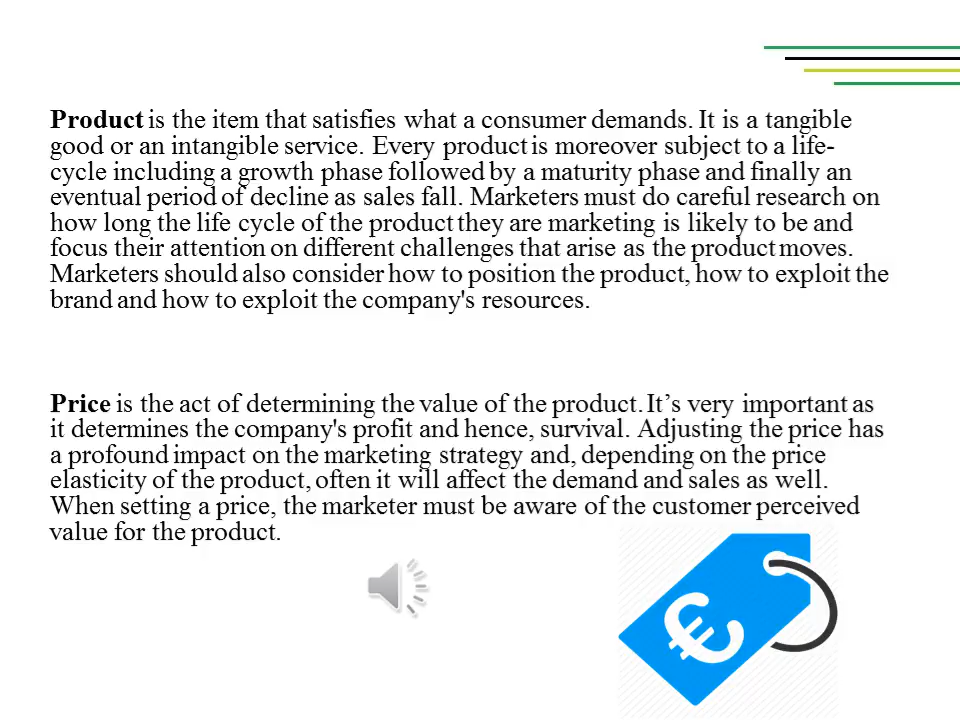 Product is the item that satisfies what a consumer demands. It is a tangible
good or an intangible service. Every product is moreover subject to a life-
cycle including a growth phase followed by a maturity phase and finally an
eventual period of decline as sales fall. Marketers must do careful research on
how long the life cycle of the product they are marketing is likely to be and
focus their attention on different challenges that arise as the product moves.
Marketers should also consider how to position the product, how to exploit the
brand and how to exploit the company's resources.
Price is the act of determining the value of the product. It’s very important as
it determines the company's profit and hence, survival. Adjusting the price has
a profound impact on the marketing strategy and, depending on the price
elasticity of the product, often it will affect the demand and sales as well.
When setting a price, the marketer must be aware of the customer perceived
value for the product.
€